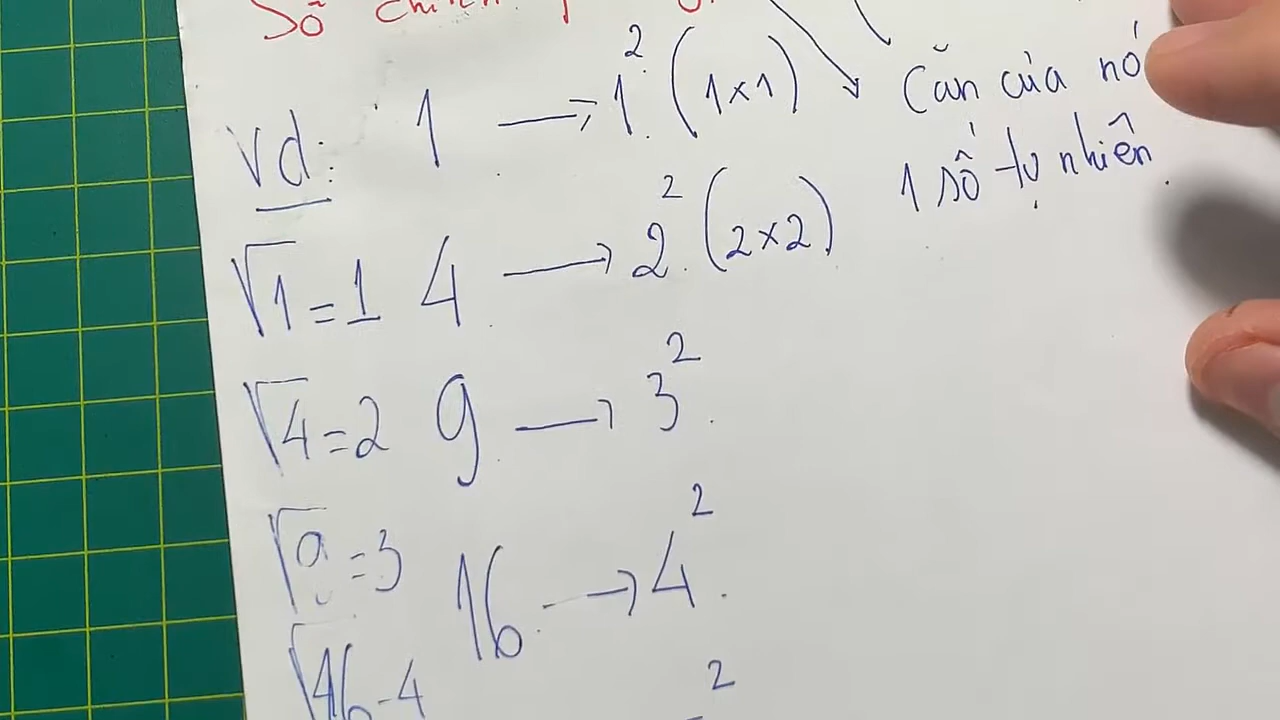 Số
Vd: 1 → 1² (1×1)
Căn của nó
1 số tự nhiên
√1 = 1 4 → 2² (2×2)
√4 = 2 9 → 3²
√9 = 3 16 → 4²
√16 = 4
2